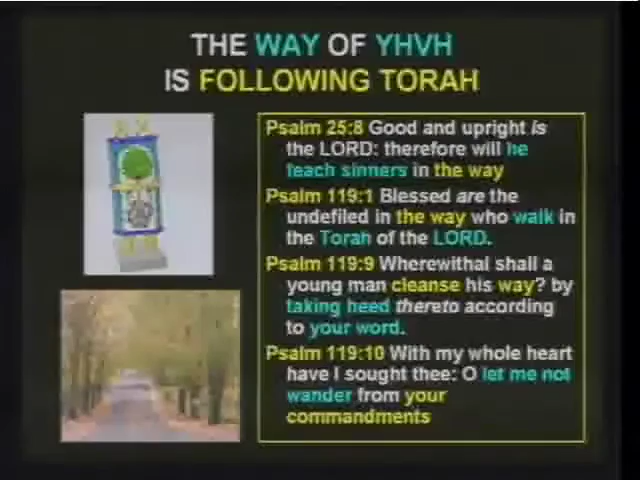 THE WAY OF YHVH
IS FOLLOWING TORAH
Psalm 25:8 Good and upright is
the LORD: therefore will he
teach sinners in the way
Psalm 119:1 Blessed are the
undefiled in the way who walk in
the Torah of the LORD.
Psalm 119:9 Wherewithal shall a
young man cleanse his way? by
taking heed thereto according
to your word.
Psalm 119:10 With my whole heart
have I sought thee: O let me not
wander from your
commandments